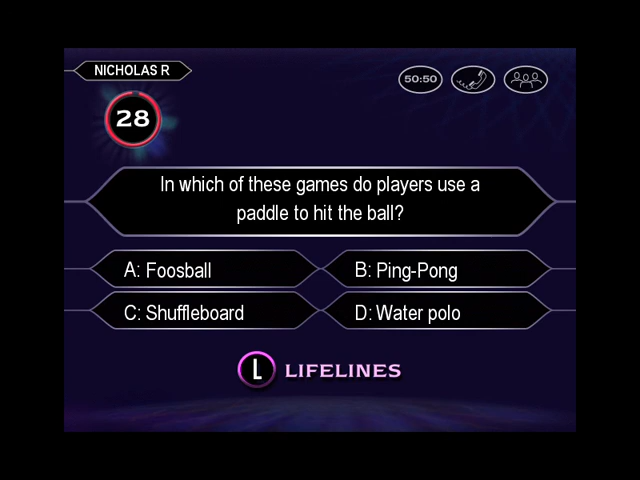 NICHOLAS R
50:50
28
In which of these games do players use a
paddle to hit the ball?
A: Foosball
B: Ping-Pong
C: Shuffleboard
D: Water polo
L LIFELINES